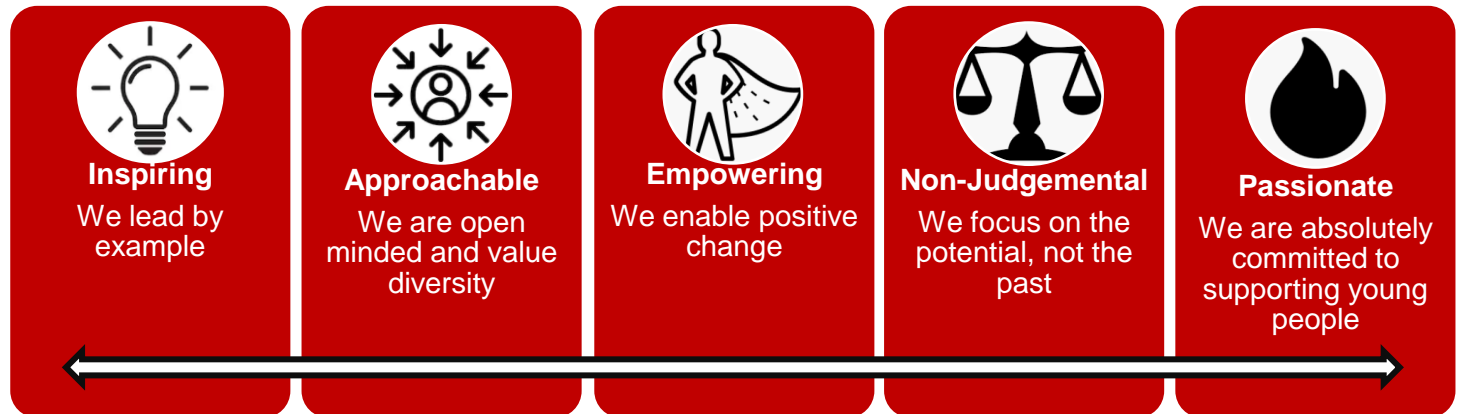 Inspiring
We lead by
example
Approachable
We are open
minded and value
diversity
Empowering
We enable positive
change
Non-Judgemental
We focus on the
potential, not the
past
Passionate
We are absolutely
committed to
supporting young
people